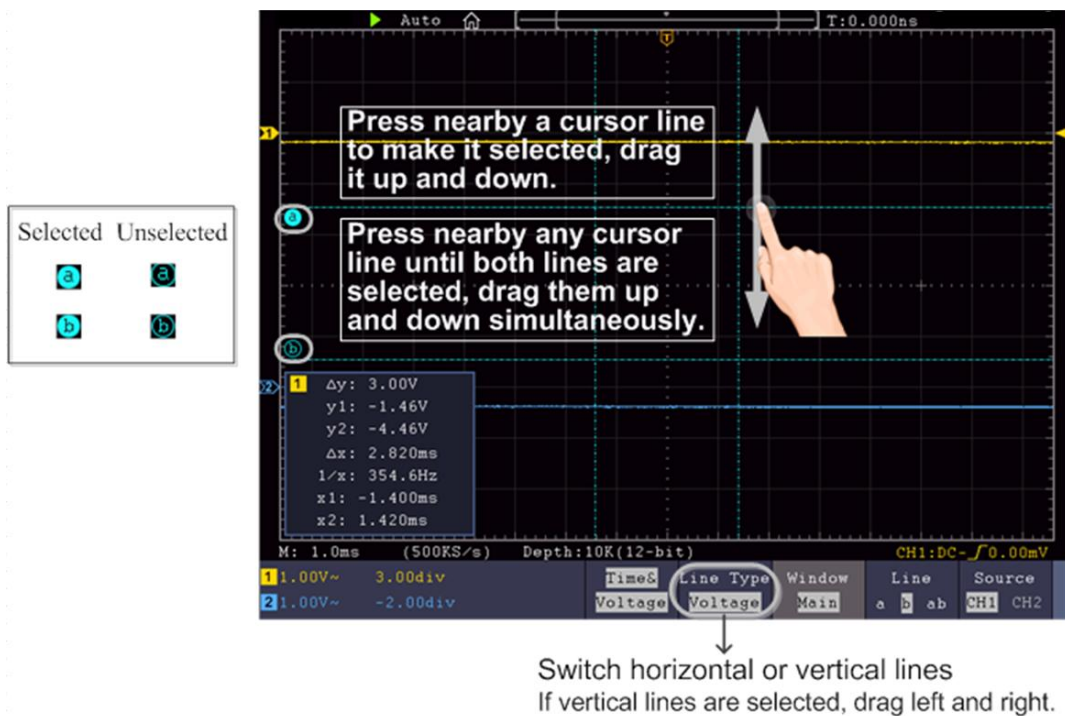 Auto
T:0.000ns
T
1
Press nearby a cursor line
to make it selected, drag
it up and down.
a
Press nearby any cursor
line until both lines are
selected, drag them up
and down simultaneously.
b
Selected Unselected
a a
b b
2
1 Δy: 3.00V
y1: -1.46V
y2: -4.46V
Δx: 2.820ms
1/x: 354.6Hz
x1: -1.400ms
x2: 1.420ms
M: 1.0ms (500KS/s) Depth:10K(12-bit) CH1:DC- 0.00mV
1 1.00V~ 3.00div
2 1.00V~ -2.00div
Time&
Voltage
Line Type
Voltage
Window
Main
Line
a b ab
Source
CH1 CH2
Switch horizontal or vertical lines
If vertical lines are selected, drag left and right.